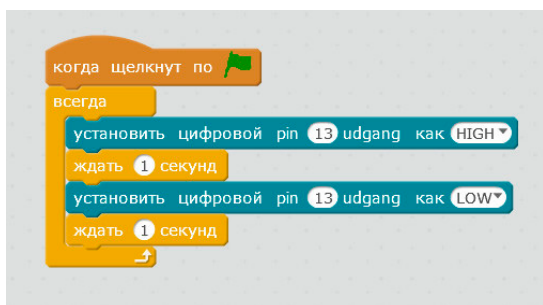 когда щелкнут по
всегда
установить цифровой pin 13 udgang как HIGH
ждать 1 секунд
установить цифровой pin 13 udgang как LOW
ждать 1 секунд